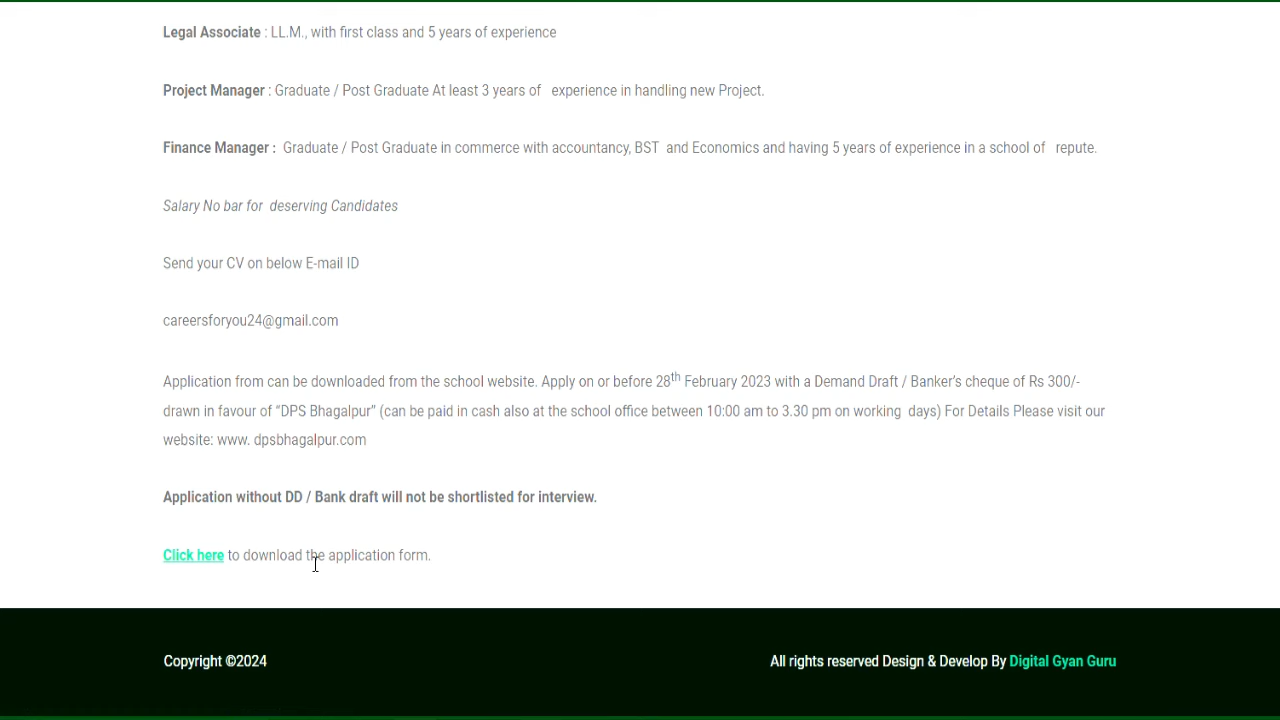 Legal Associate : LL.M., with first class and 5 years of experience
Project Manager : Graduate / Post Graduate At least 3 years of experience in handling new Project.
Finance Manager : Graduate / Post Graduate in commerce with accountancy, BST and Economics and having 5 years of experience in a school of repute.
Salary No bar for deserving Candidates
Send your CV on below E-mail ID
careersforyou24@gmail.com
Application from can be downloaded from the school website. Apply on or before 28th February 2023 with a Demand Draft / Banker's cheque of Rs 300/-
drawn in favour of “DPS Bhagalpur” (can be paid in cash also at the school office between 10:00 am to 3.30 pm on working days) For Details Please visit our
website: www. dpsbhagalpur.com
Application without DD / Bank draft will not be shortlisted for interview.
Click here to download the application form.
Copyright ©2024
All rights reserved Design & Develop By Digital Gyan Guru